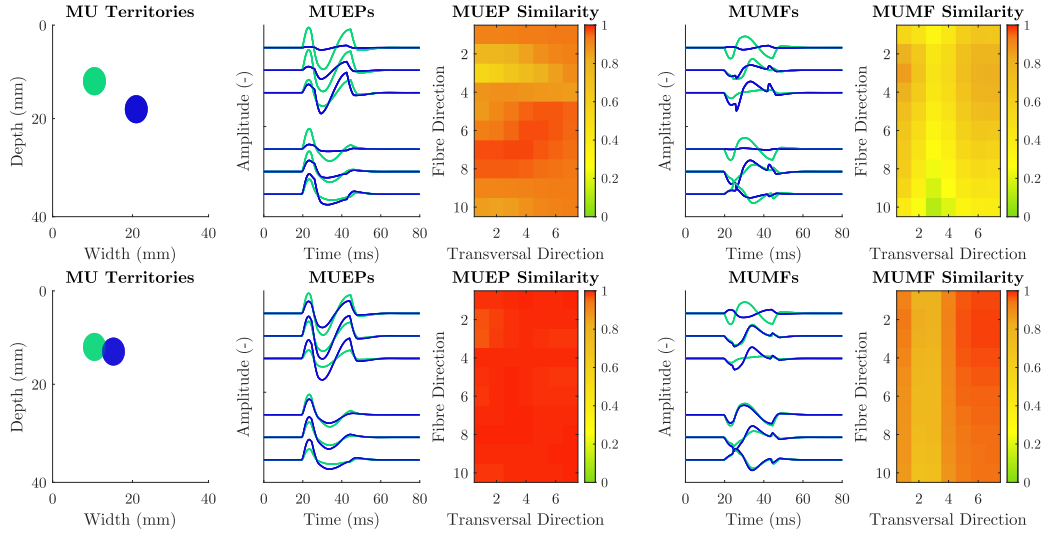 MU Territories MUEPs MUEP Similarity MUMFs MUMF Similarity
0
20
40
Depth (mm)
0 20 40
Width (mm)
Amplitude (-)
0 20 40 60 80
Time (ms)
Fibre Direction
2
4
6
8
10
2 4 6
Transversal Direction
1
0.8
0.6
0.4
0.2
0
Amplitude (-)
0 20 40 60 80
Time (ms)
Fibre Direction
2
4
6
8
10
2 4 6
Transversal Direction
1
0.8
0.6
0.4
0.2
0
MU Territories MUEPs MUEP Similarity MUMFs MUMF Similarity
0
20
40
Depth (mm)
0 20 40
Width (mm)
Amplitude (-)
0 20 40 60 80
Time (ms)
Fibre Direction
2
4
6
8
10
2 4 6
Transversal Direction
1
0.8
0.6
0.4
0.2
0
Amplitude (-)
0 20 40 60 80
Time (ms)
Fibre Direction
2
4
6
8
10
2 4 6
Transversal Direction
1
0.8
0.6
0.4
0.2
0